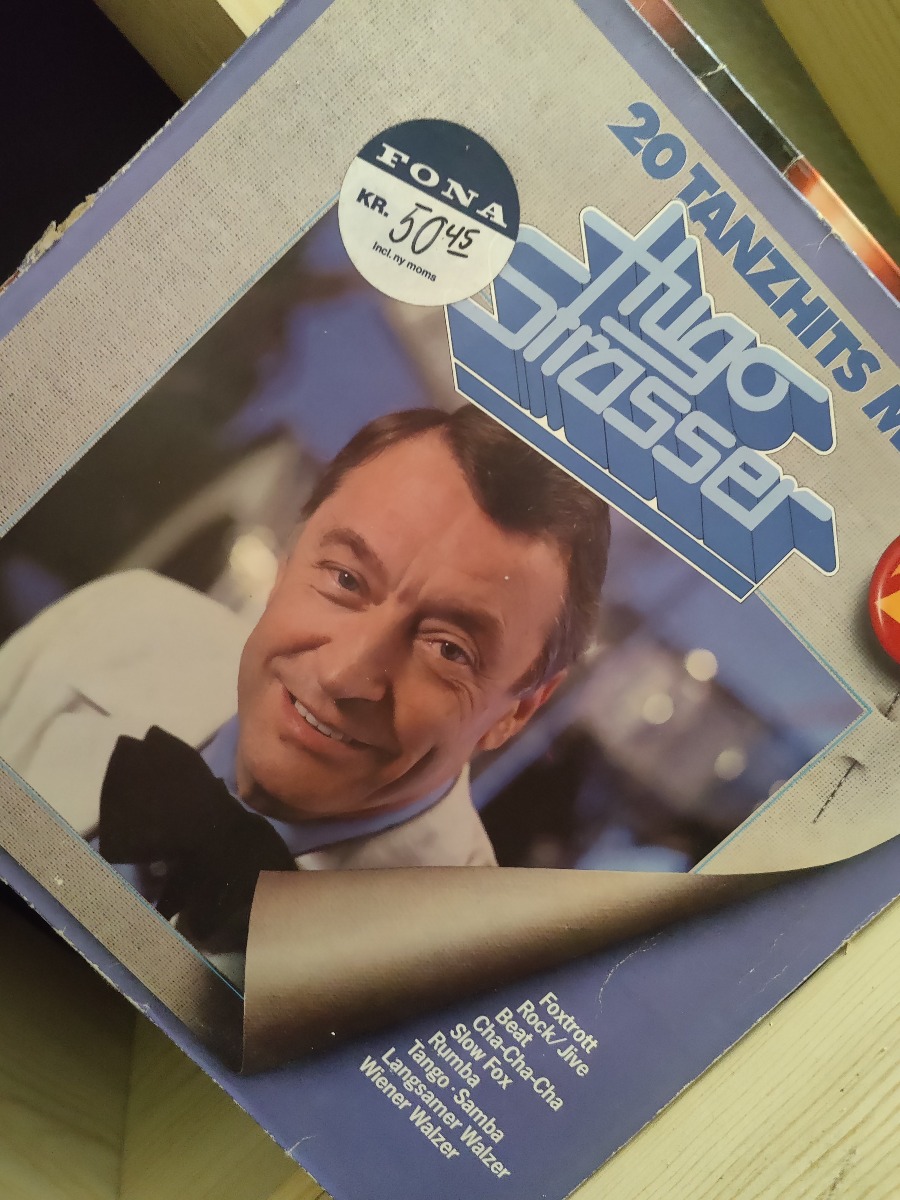 20 TANZHITS M
Hugo
Strasser
FONA
KR. 50 45
Incl. ny moms
Foxtrott
Rock/Jive
Beat
Cha-Cha-Cha
Slow Fox
Rumba
Tango · Samba
Langsamer Walzer
Wiener Walzer